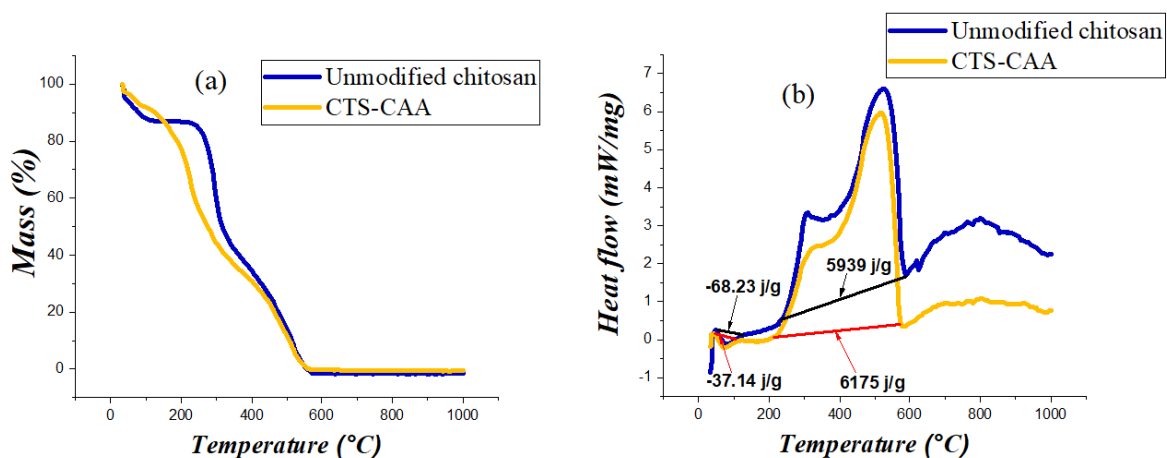 (a)
Unmodified chitosan
CTS-CAA
Mass (%)
100
80
60
40
20
0
0 200 400 600 800 1000
Temperature (°C)
Unmodified chitosan
CTS-CAA
(b)
Heat flow (mW/mg)
7
6
5
4
3
2
1
0
-1
5939 j/g
-68.23 j/g
-37.14 j/g
6175 j/g
0 200 400 600 800 1000
Temperature (°C)